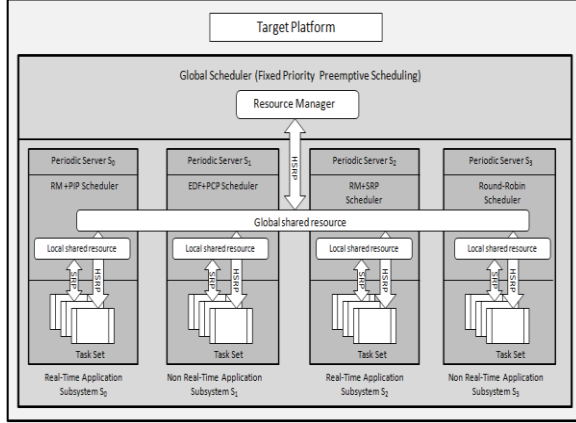 Target Platform
Global Scheduler (Fixed Priority Preemptive Scheduling)
Resource Manager
HSRP
Periodic Server S0
Periodic Server S1
Periodic Server S2
Periodic Server S3
RM+PIP Scheduler
EDF+PCP Scheduler
RM+SRP
Scheduler
Round-Robin
Scheduler
Global shared resource
Local shared resource
Local shared resource
Local shared resource
Local shared resource
SRP
HSRP
SRP
HSRP
SRP
HSRP
SRP
HSRP
Task Set
Task Set
Task Set
Task Set
Real-Time Application
Subsystem S0
Non Real-Time Application
Subsystem S1
Real-Time Application
Subsystem S2
Non Real-Time Application
Subsystem S3